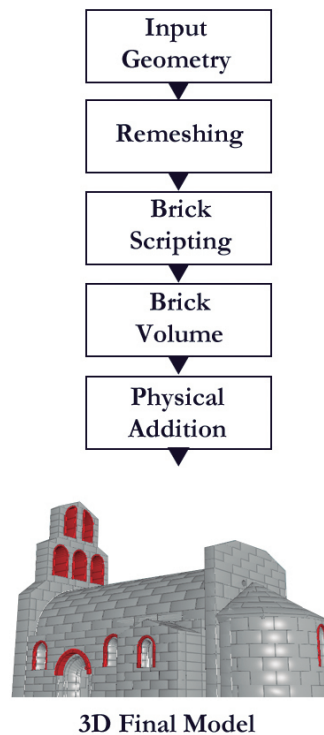 Input
Geometry
Remeshing
Brick
Scripting
Brick
Volume
Physical
Addition
3D Final Model